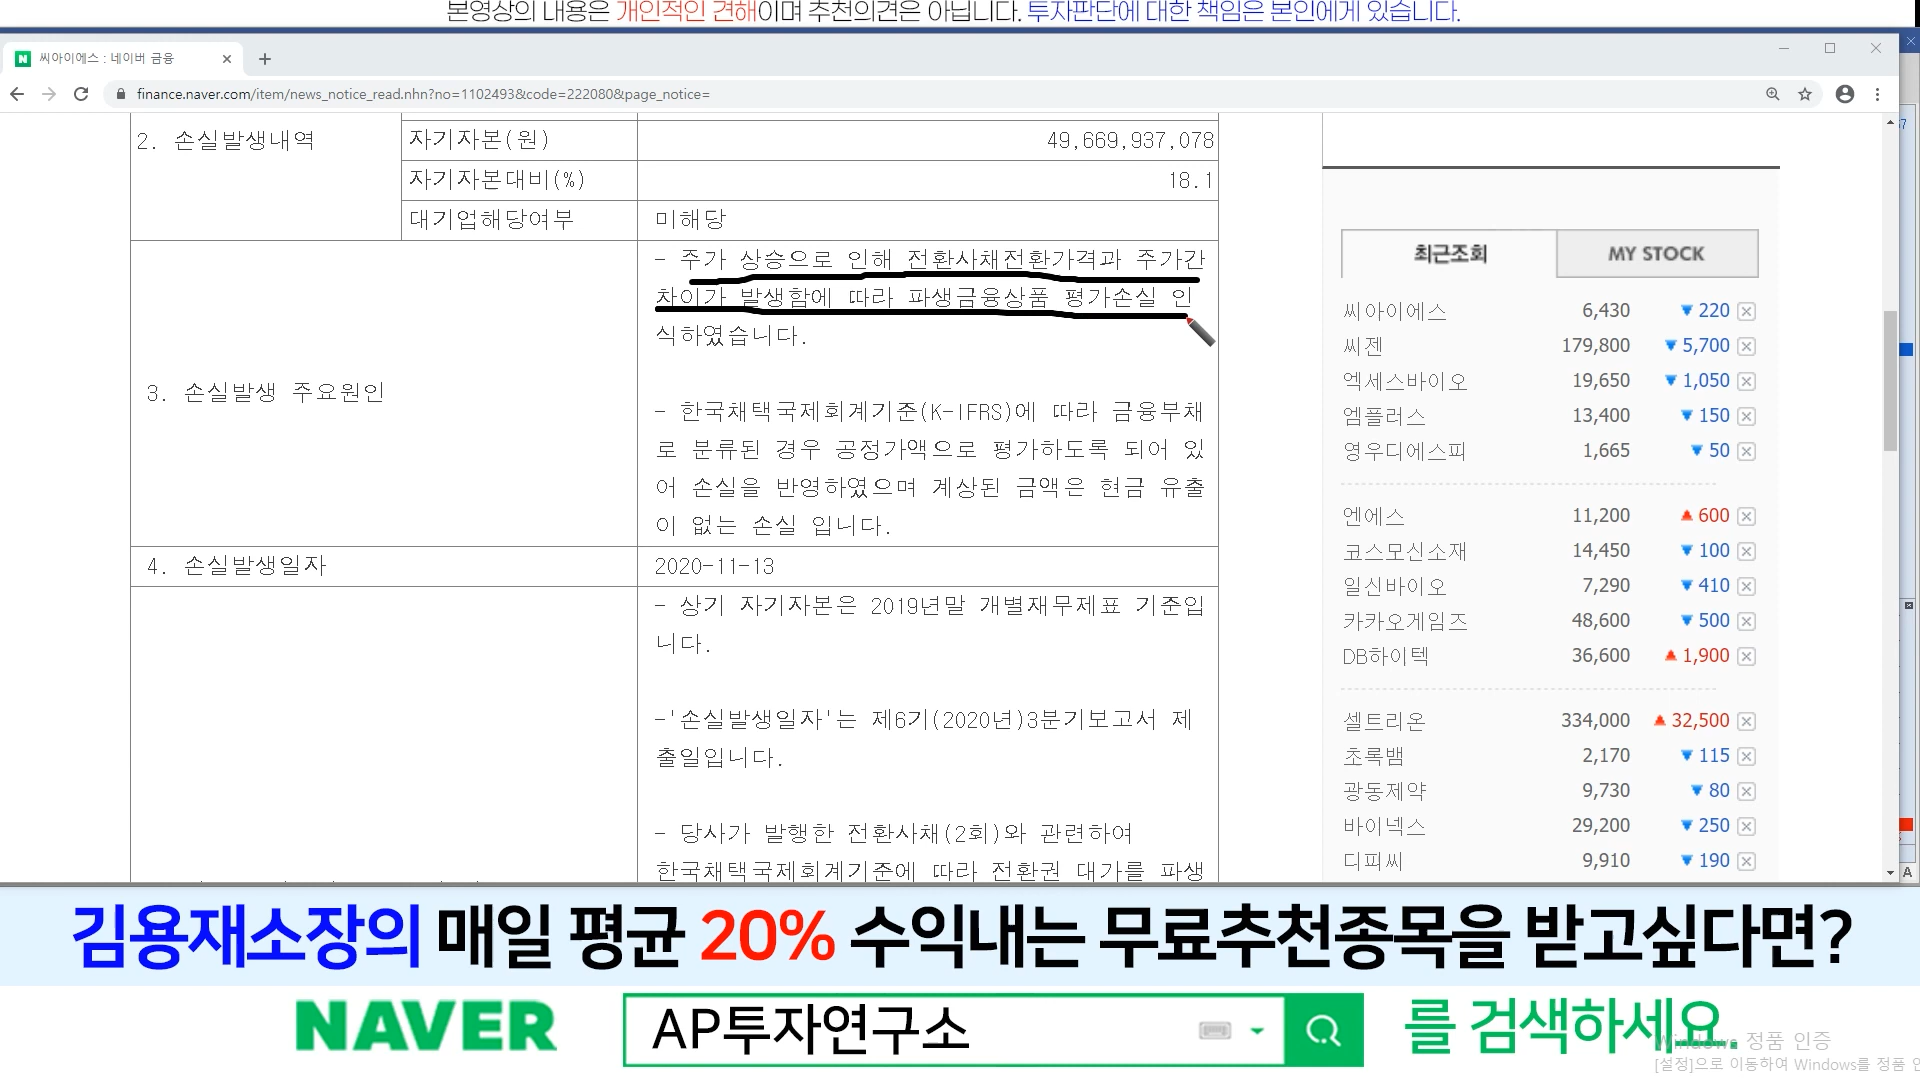 본영상의 내용은 개인적인 견해이며 추천의견은 아닙니다. 투자판단에 대한 책임은 본인에게 있습니다.
씨아이에스 : 네이버 금융
finance.naver.com/item/news_notice_read.nhn?no=1102493&code=222080&page_notice=
2. 손실발생내역
자기자본(원) 49,669,937,078
자기자본대비(%) 18.1
대기업해당여부 미해당
3. 손실발생 주요원인
- 주가 상승으로 인해 전환사채전환가격과 주가간
차이가 발생함에 따라 파생금융상품 평가손실 인
식하였습니다.
- 한국채택국제회계기준(K-IFRS)에 따라 금융부채
로 분류된 경우 공정가액으로 평가하도록 되어 있
어 손실을 반영하였으며 계상된 금액은 현금 유출
이 없는 손실 입니다.
4. 손실발생일자 2020-11-13
- 상기 자기자본은 2019년말 개별재무제표 기준입
니다.
-'손실발생일자'는 제6기(2020년)3분기보고서 제
출일입니다.
- 당사가 발행한 전환사채(2회)와 관련하여
한국채택국제회계기준에 따라 전환권 대가를 파생
최근조회 MY STOCK
씨아이에스 6,430 ▼ 220
씨젠 179,800 ▼ 5,700
엑세스바이오 19,650 ▼ 1,050
엠플러스 13,400 ▼ 150
영우디에스피 1,665 ▼ 50
엔에스 11,200 ▲ 600
코스모신소재 14,450 ▼ 100
일신바이오 7,290 ▼ 410
카카오게임즈 48,600 ▼ 500
DB하이텍 36,600 ▲ 1,900
셀트리온 334,000 ▲ 32,500
초록뱀 2,170 ▼ 115
광동제약 9,730 ▼ 80
바이넥스 29,200 ▼ 250
디피씨 9,910 ▼ 190
김용재소장의 매일 평균 20% 수익내는 무료추천종목을 받고싶다면?
NAVER AP투자연구소 를 검색하세요.
Windows 정품 인증
[설정]으로 이동하여 Windows를 정품 인